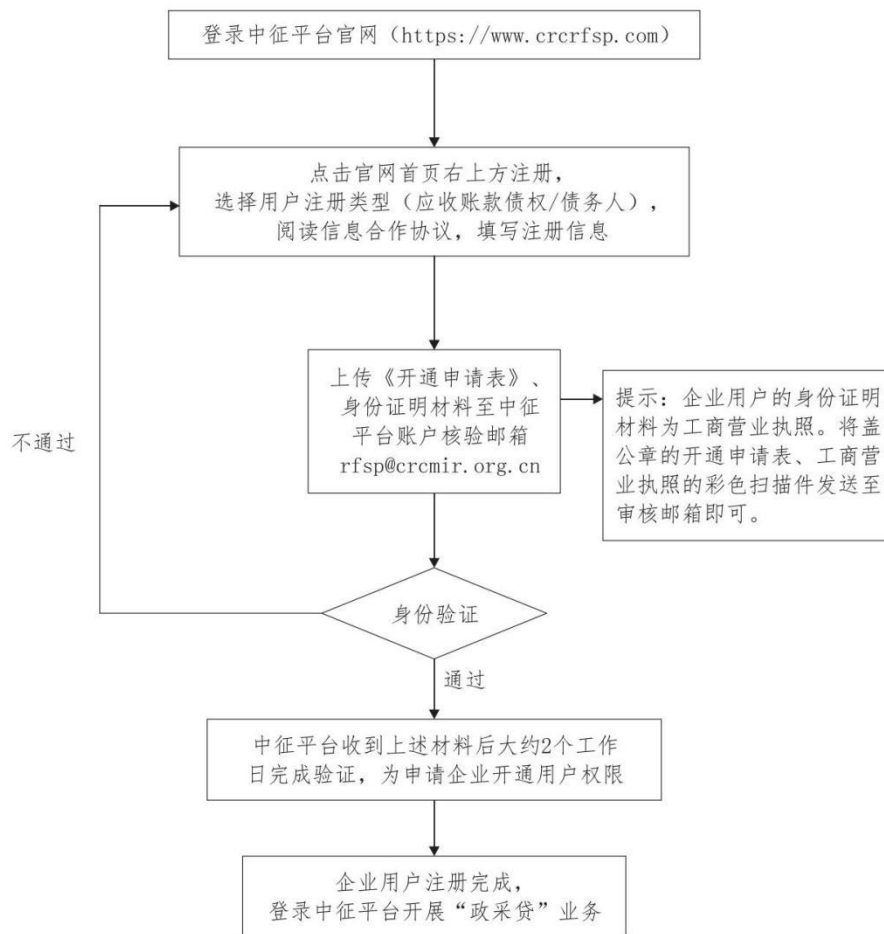 登录中征平台官网（https://www.crcrfsp.com）
点击官网首页右上方注册，
选择用户注册类型（应收账款债权/债务人），
阅读信息合作协议，填写注册信息
上传《开通申请表》、
身份证明材料至中征
平台账户核验邮箱
rfsp@crcmir.org.cn
提示：企业用户的身份证明
材料为工商营业执照。将盖
公章的开通申请表、工商营
业执照的彩色扫描件发送至
审核邮箱即可。
不通过
身份验证
通过
中征平台收到上述材料后大约2个工作
日完成验证，为申请企业开通用户权限
企业用户注册完成，
登录中征平台开展“政采贷”业务